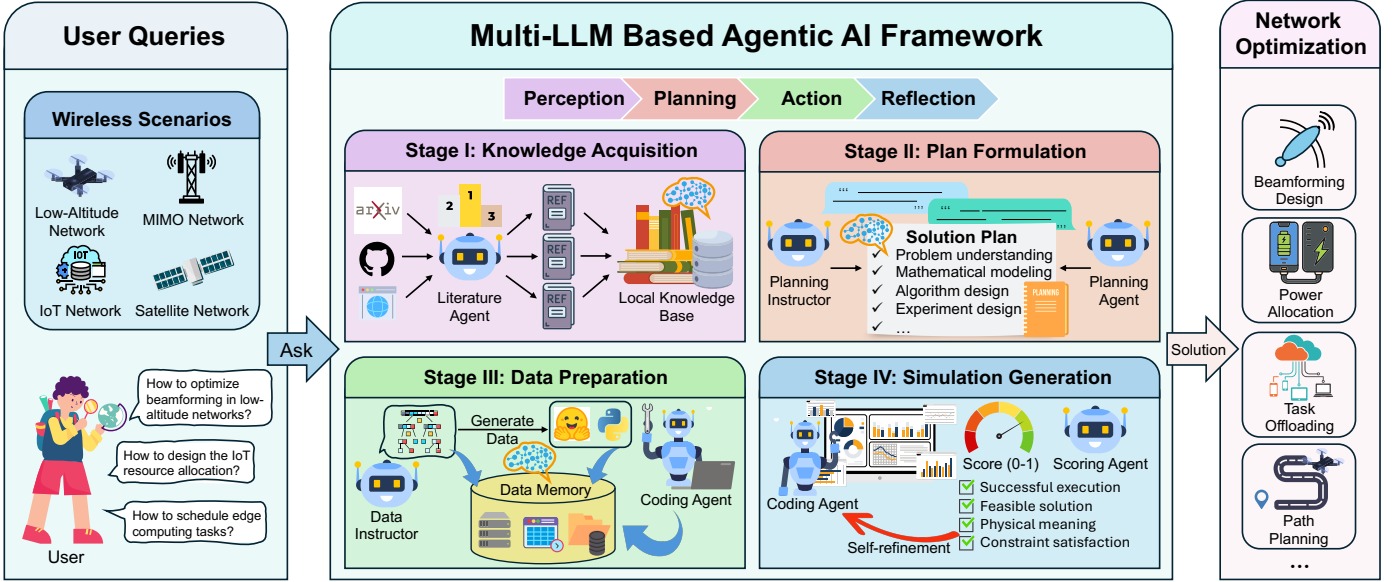 User Queries
Wireless Scenarios
Low-Altitude
Network
MIMO Network
IOT
IoT Network
Satellite Network
How to optimize
beamforming in low-
altitude networks?
How to design the IoT
resource allocation?
How to schedule edge
computing tasks?
User
Ask
Multi-LLM Based Agentic AI Framework
Perception
Planning
Action
Reflection
Stage I: Knowledge Acquisition
arXiv
2
1
3
REF
REF
REF
Literature
Agent
Local Knowledge
Base
Stage II: Plan Formulation
Solution Plan
✓ Problem understanding
✓ Mathematical modeling
✓ Algorithm design
✓ Experiment design
✓ ...
PLANNING
Planning
Instructor
Planning
Agent
Stage III: Data Preparation
Generate
Data
Data Memory
Data
Instructor
Coding Agent
Stage IV: Simulation Generation
Coding Agent
Score (0-1)
Scoring Agent
Successful execution
Feasible solution
Physical meaning
Constraint satisfaction
Self-refinement
Solution
Network
Optimization
Beamforming
Design
Power
Allocation
Task
Offloading
Path
Planning
...